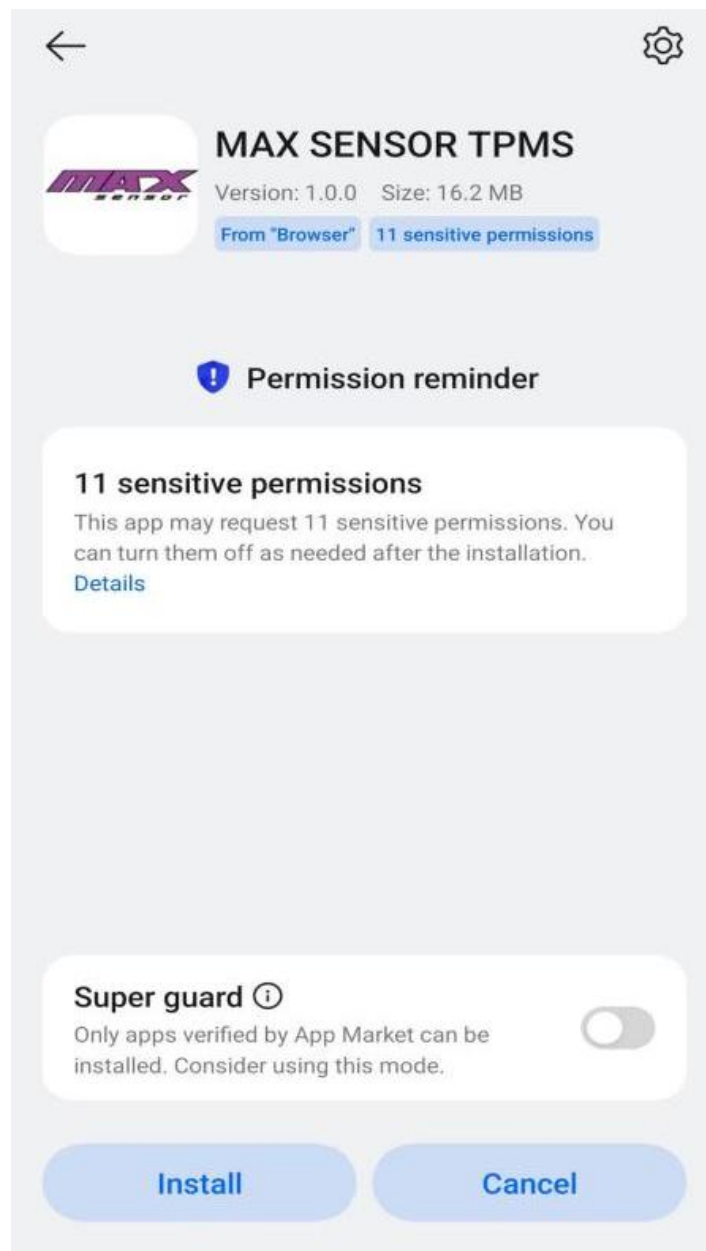 MAX SENSOR TPMS
max
sensor
Version: 1.0.0 Size: 16.2 MB
From "Browser" 11 sensitive permissions
Permission reminder
11 sensitive permissions
This app may request 11 sensitive permissions. You
can turn them off as needed after the installation.
Details
Super guard
Only apps verified by App Market can be
installed. Consider using this mode.
Install Cancel